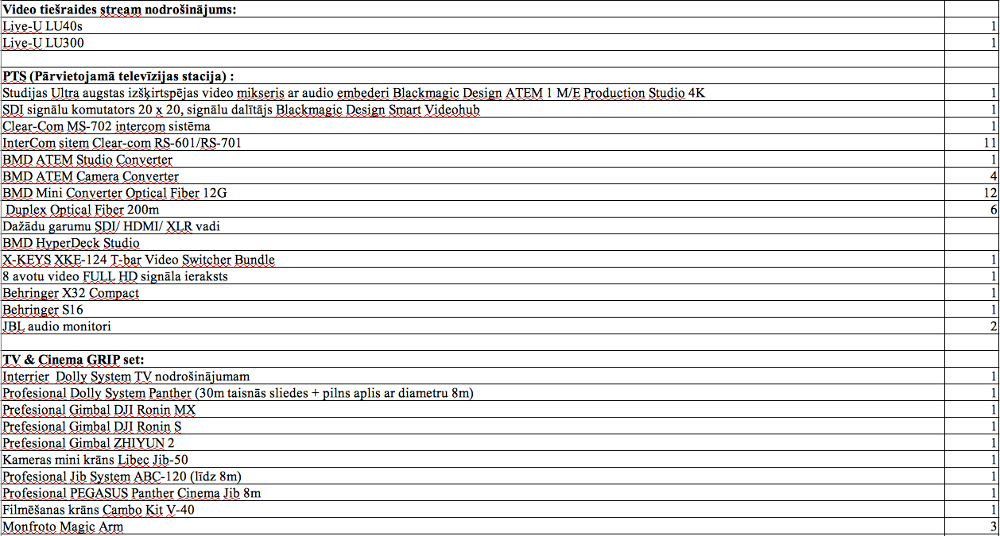 Video tiešraides stream nodrošinājums:
Live-U LU40s 1
Live-U LU300 1
PTS (Pārvietojamā televīzijas stacija) :
Studijas Ultra augstas izšķirtspējas video mikseris ar audio embederi Blackmagic Design ATEM 1 M/E Production Studio 4K 1
SDI signālu komutators 20 x 20, signālu dalītājs Blackmagic Design Smart Videohub 1
Clear-Com MS-702 intercom sistēma 1
InterCom sitem Clear-com RS-601/RS-701 11
BMD ATEM Studio Converter 1
BMD ATEM Camera Converter 4
BMD Mini Converter Optical Fiber 12G 12
Duplex Optical Fiber 200m 6
Dažādu garumu SDI/ HDMI/ XLR vadi
BMD HyperDeck Studio
X-KEYS XKE-124 T-bar Video Switcher Bundle 1
8 avotu video FULL HD signāla ieraksts 1
Behringer X32 Compact 1
Behringer S16 1
JBL audio monitori 2
TV & Cinema GRIP set:
Interrier Dolly System TV nodrošinājumam 1
Profesional Dolly System Panther (30m taisnās sliedes + pilns aplis ar diametru 8m) 1
Prefesional Gimbal DJI Ronin MX 1
Prefesional Gimbal DJI Ronin S 1
Prefesional Gimbal ZHIYUN 2 1
Kameras mini krāns Libec Jib-50 1
Profesional Jib System ABC-120 (līdz 8m) 1
Profesional PEGASUS Panther Cinema Jib 8m 1
Filmēšanas krāns Cambo Kit V-40 1
Monfroto Magic Arm 3